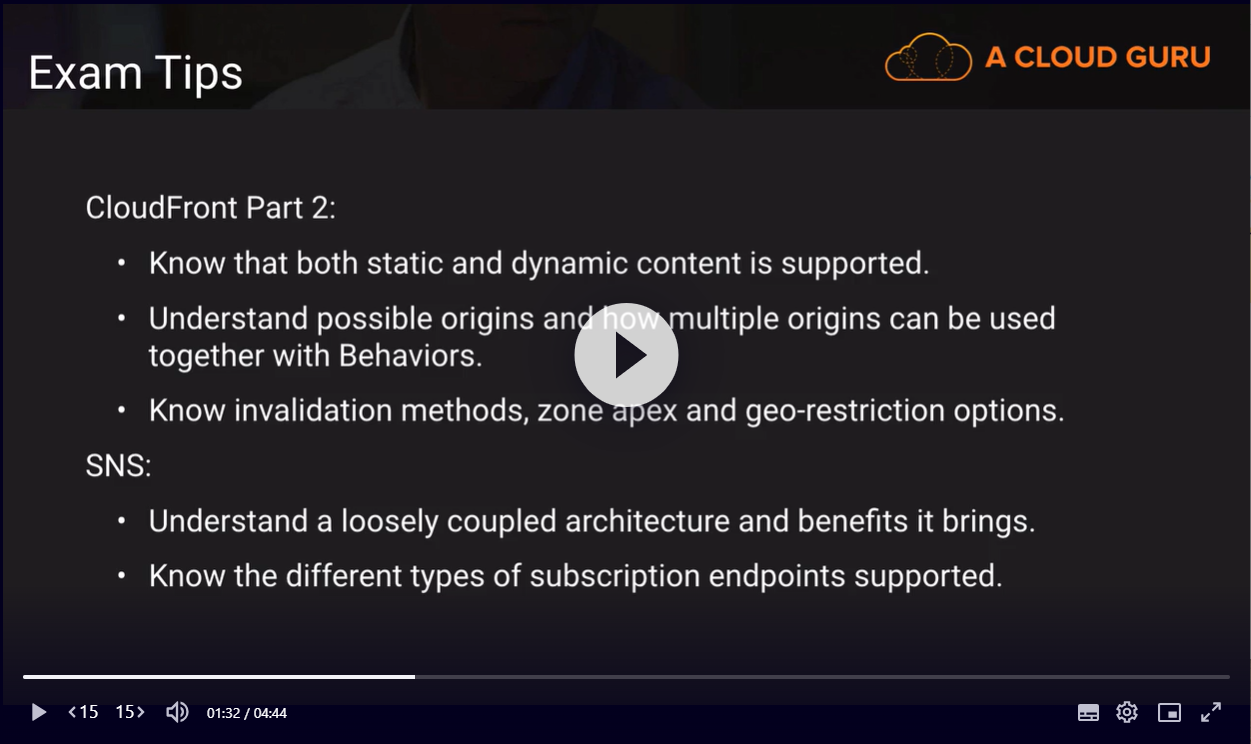 Exam Tips
A CLOUD GURU
CloudFront Part 2:
• Know that both static and dynamic content is supported.
• Understand possible origins and how multiple origins can be used
together with Behaviors.
• Know invalidation methods, zone apex and geo-restriction options.
SNS:
• Understand a loosely coupled architecture and benefits it brings.
• Know the different types of subscription endpoints supported.
<15 15> 01:32 / 04:44